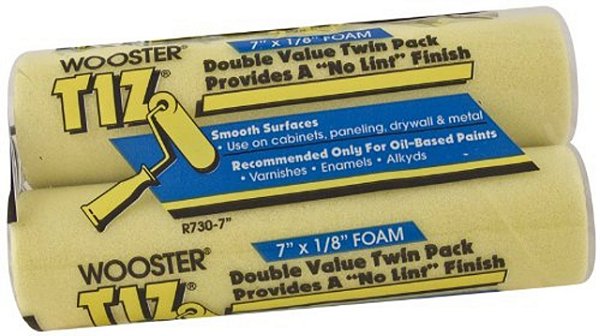 7" x 1/8" FOAM
WOOSTER®
Double Value Twin Pack
TIZ®
Provides A "No Lint" Finish
Smooth Surfaces
• Use on cabinets, paneling, drywall & metal
Recommended Only For Oil-Based Paints
• Varnishes • Enamels • Alkyds
R730-7"
7" x 1/8" FOAM
WOOSTER®
Double Value Twin Pack
TIZ
Provides A "No Lint" Finish